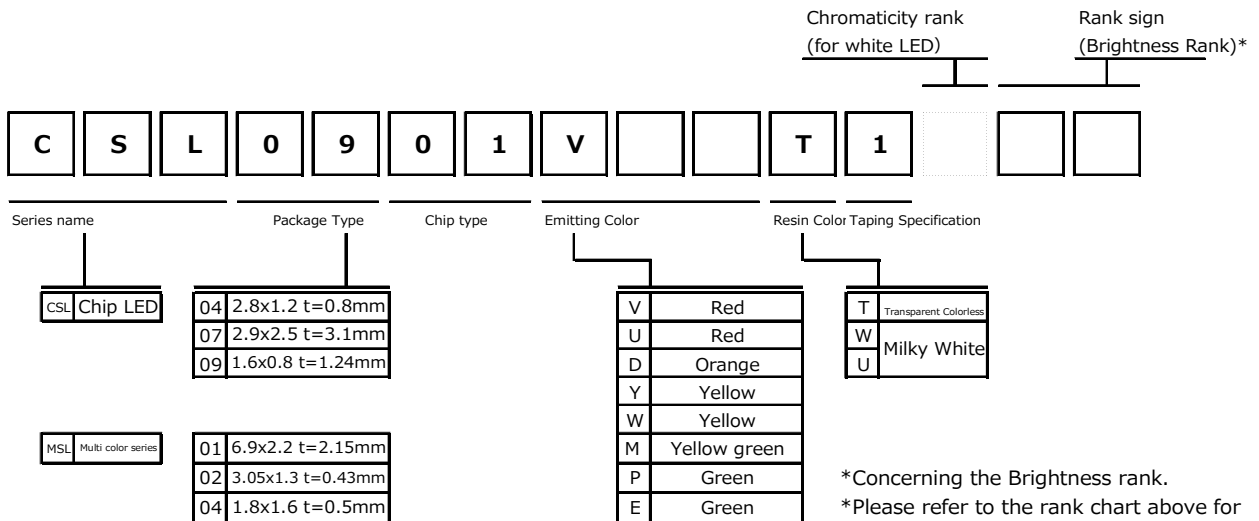 Chromaticity rank
(for white LED)
Rank sign
(Brightness Rank)*
C S L 0 9 0 1 V T 1
Series name Package Type Chip type Emitting Color Resin Color Taping Specification
CSL Chip LED
04 2.8x1.2 t=0.8mm
07 2.9x2.5 t=3.1mm
09 1.6x0.8 t=1.24mm
MSL Multi color series
01 6.9x2.2 t=2.15mm
02 3.05x1.3 t=0.43mm
04 1.8x1.6 t=0.5mm
V Red
U Red
D Orange
Y Yellow
W Yellow
M Yellow green
P Green
E Green
T Transparent Colorless
W Milky White
U
*Concerning the Brightness rank.
*Please refer to the rank chart above for